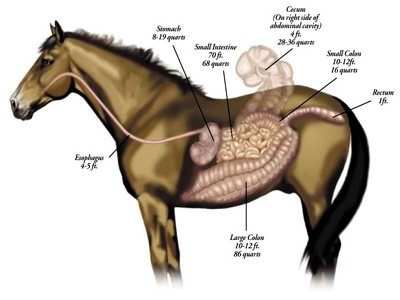 Cecum
(On right side of
abdominal cavity)
4 ft.
28-36 quarts
Stomach
8-19 quarts
Small Intestine
70 ft.
68 quarts
Small Colon
10-12ft.
16 quarts
Rectum
1ft.
Esophagus
4-5 ft.
Large Colon
10-12 ft.
86 quarts